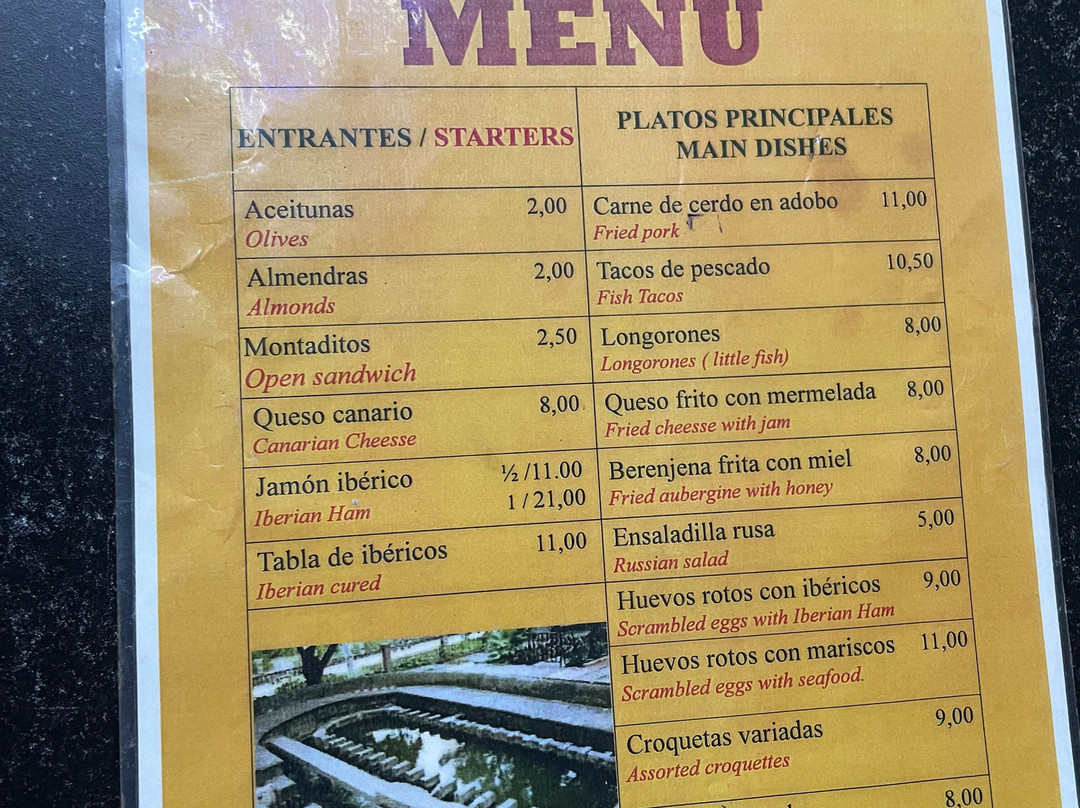 MENÚ
ENTRANTES / STARTERS
Aceitunas 2,00
Olives
Almendras 2,00
Almonds
Montaditos 2,50
Open sandwich
Queso canario 8,00
Canarian Cheesse
Jamón ibérico ½ /11.00
Iberian Ham 1 / 21,00
Tabla de ibéricos 11,00
Iberian cured
PLATOS PRINCIPALES
MAIN DISHES
Carne de cerdo en adobo 11,00
Fried pork
Tacos de pescado 10,50
Fish Tacos
Longorones 8,00
Longorones ( little fish)
Queso frito con mermelada 8,00
Fried cheesse with jam
Berenjena frita con miel 8,00
Fried aubergine with honey
Ensaladilla rusa 5,00
Russian salad
Huevos rotos con ibéricos 9,00
Scrambled eggs with Iberian Ham
Huevos rotos con mariscos 11,00
Scrambled eggs with seafood.
Croquetas variadas 9,00
Assorted croquettes
8,00